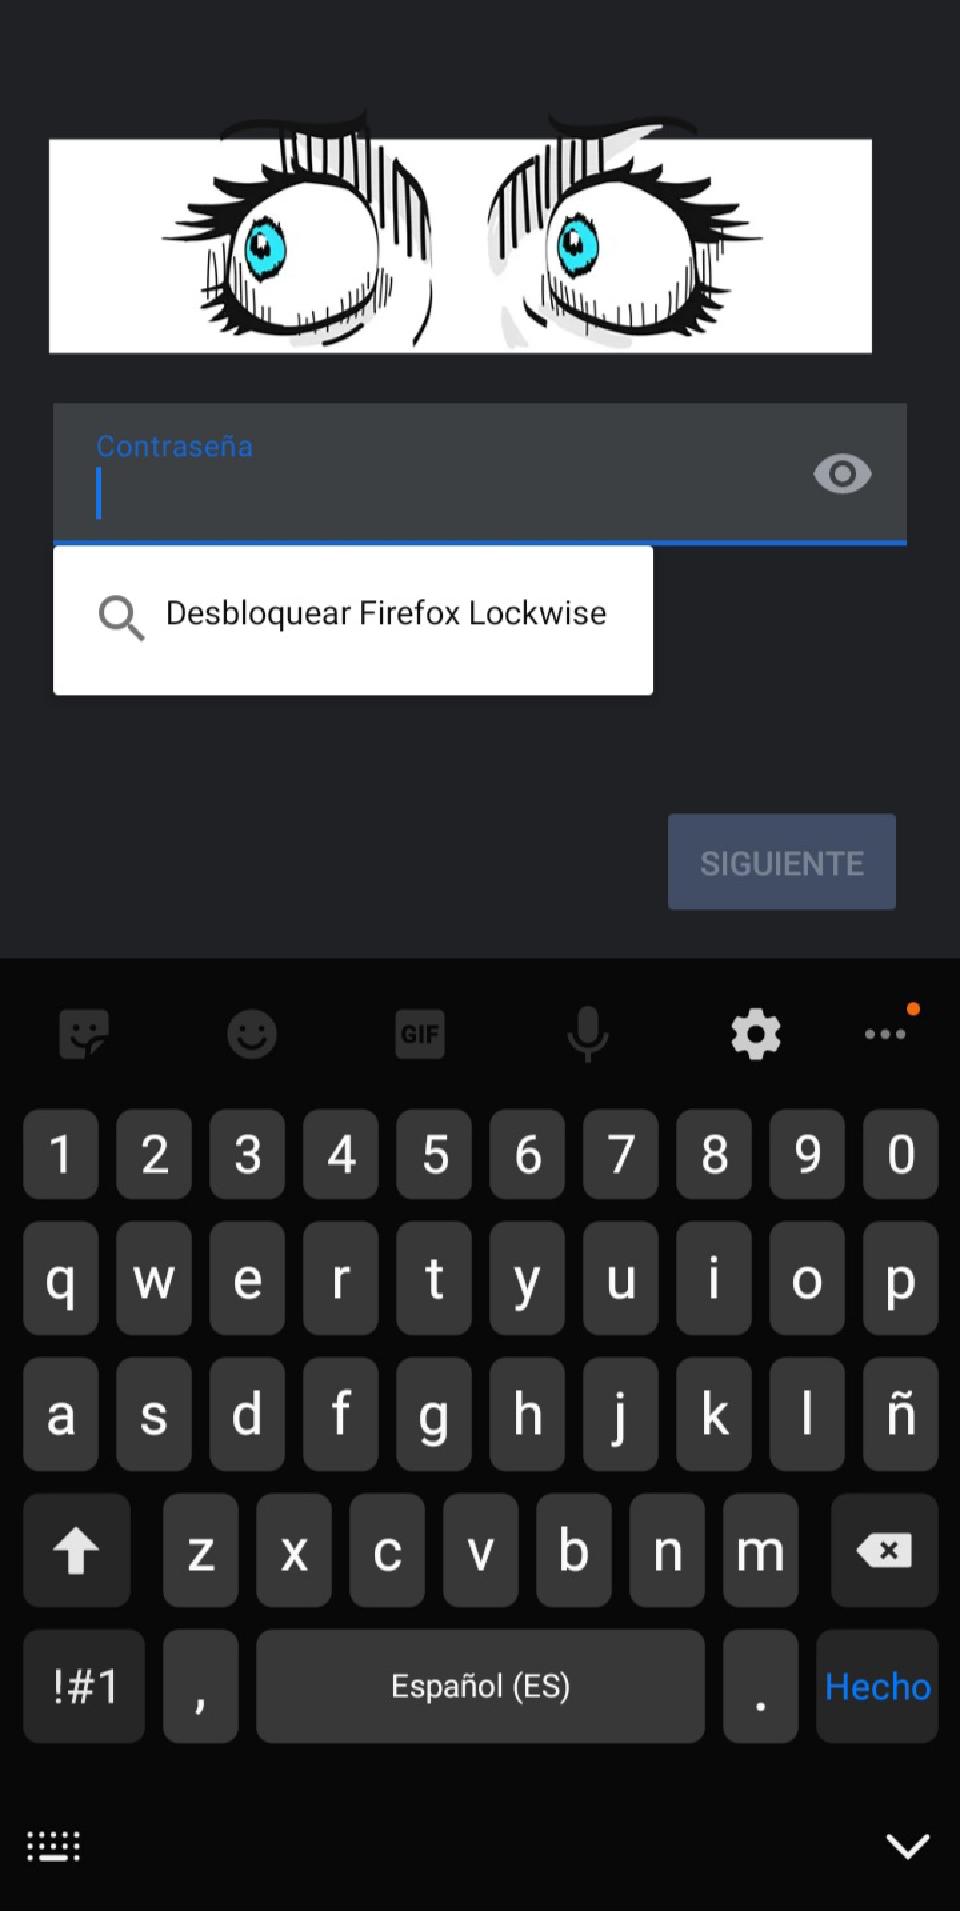 Contraseña
Desbloquear Firefox Lockwise
SIGUIENTE
GIF
1 2 3 4 5 6 7 8 9 0
q w e r t y u i o p
a s d f g h j k l ñ
z x c v b n m
!#1 , Español (ES) . Hecho